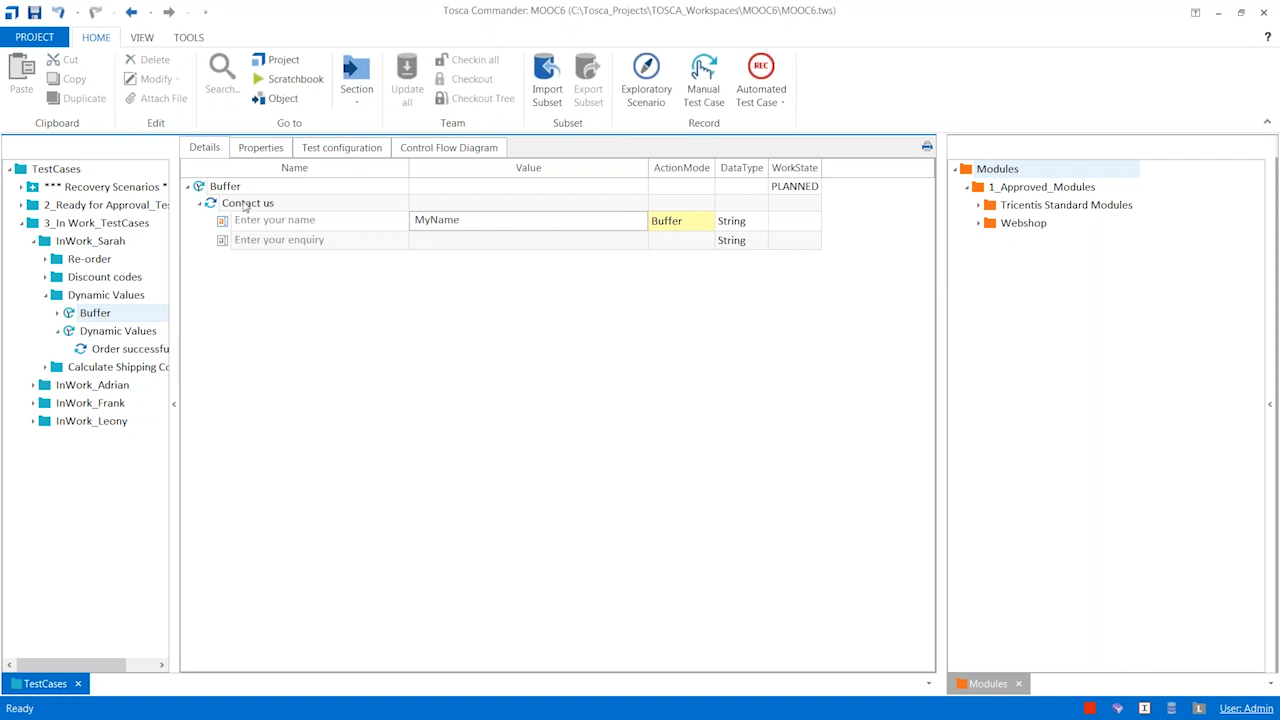 Tosca Commander: MOOC6 (C:\Tosca_Projects\TOSCA_Workspaces\MOOC6\MOOC6.tws)
PROJECT HOME VIEW TOOLS ?
Paste Cut Copy Duplicate
Delete Modify Attach File
Search... Project Scratchbook Object
Section
Update all
Checkin all Checkout Checkout Tree
Import Subset Export Subset
Exploratory Scenario Manual Test Case REC Automated Test Case
Clipboard Edit Go to Team Subset Record
Details Properties Test configuration Control Flow Diagram
Name Value ActionMode DataType WorkState
Buffer PLANNED
Contact us
Enter your name MyName Buffer String
Enter your enquiry String
TestCases
*** Recovery Scenarios *
2_Ready for Approval_Te
3_In Work_TestCases
InWork_Sarah
Re-order
Discount codes
Dynamic Values
Buffer
Dynamic Values
Order successfu
Calculate Shipping Co
InWork_Adrian
InWork_Frank
InWork_Leony
Modules
1_Approved_Modules
Tricentis Standard Modules
Webshop
TestCases × Modules ×
Ready User: Admin